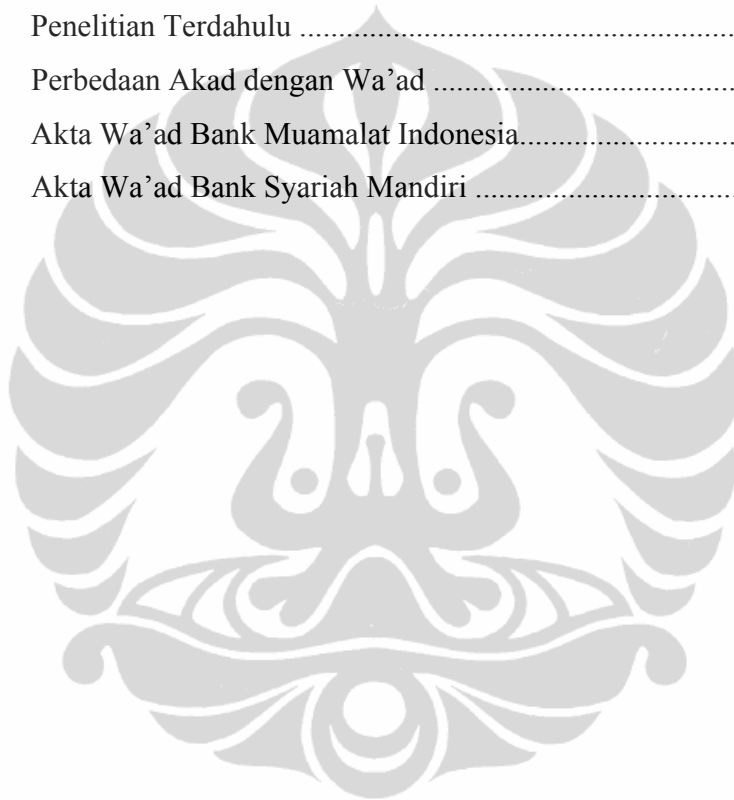 Penelitian Terdahulu ......................................................
Perbedaan Akad dengan Wa’ad ......................................
Akta Wa’ad Bank Muamalat Indonesia...........................
Akta Wa’ad Bank Syariah Mandiri .................................